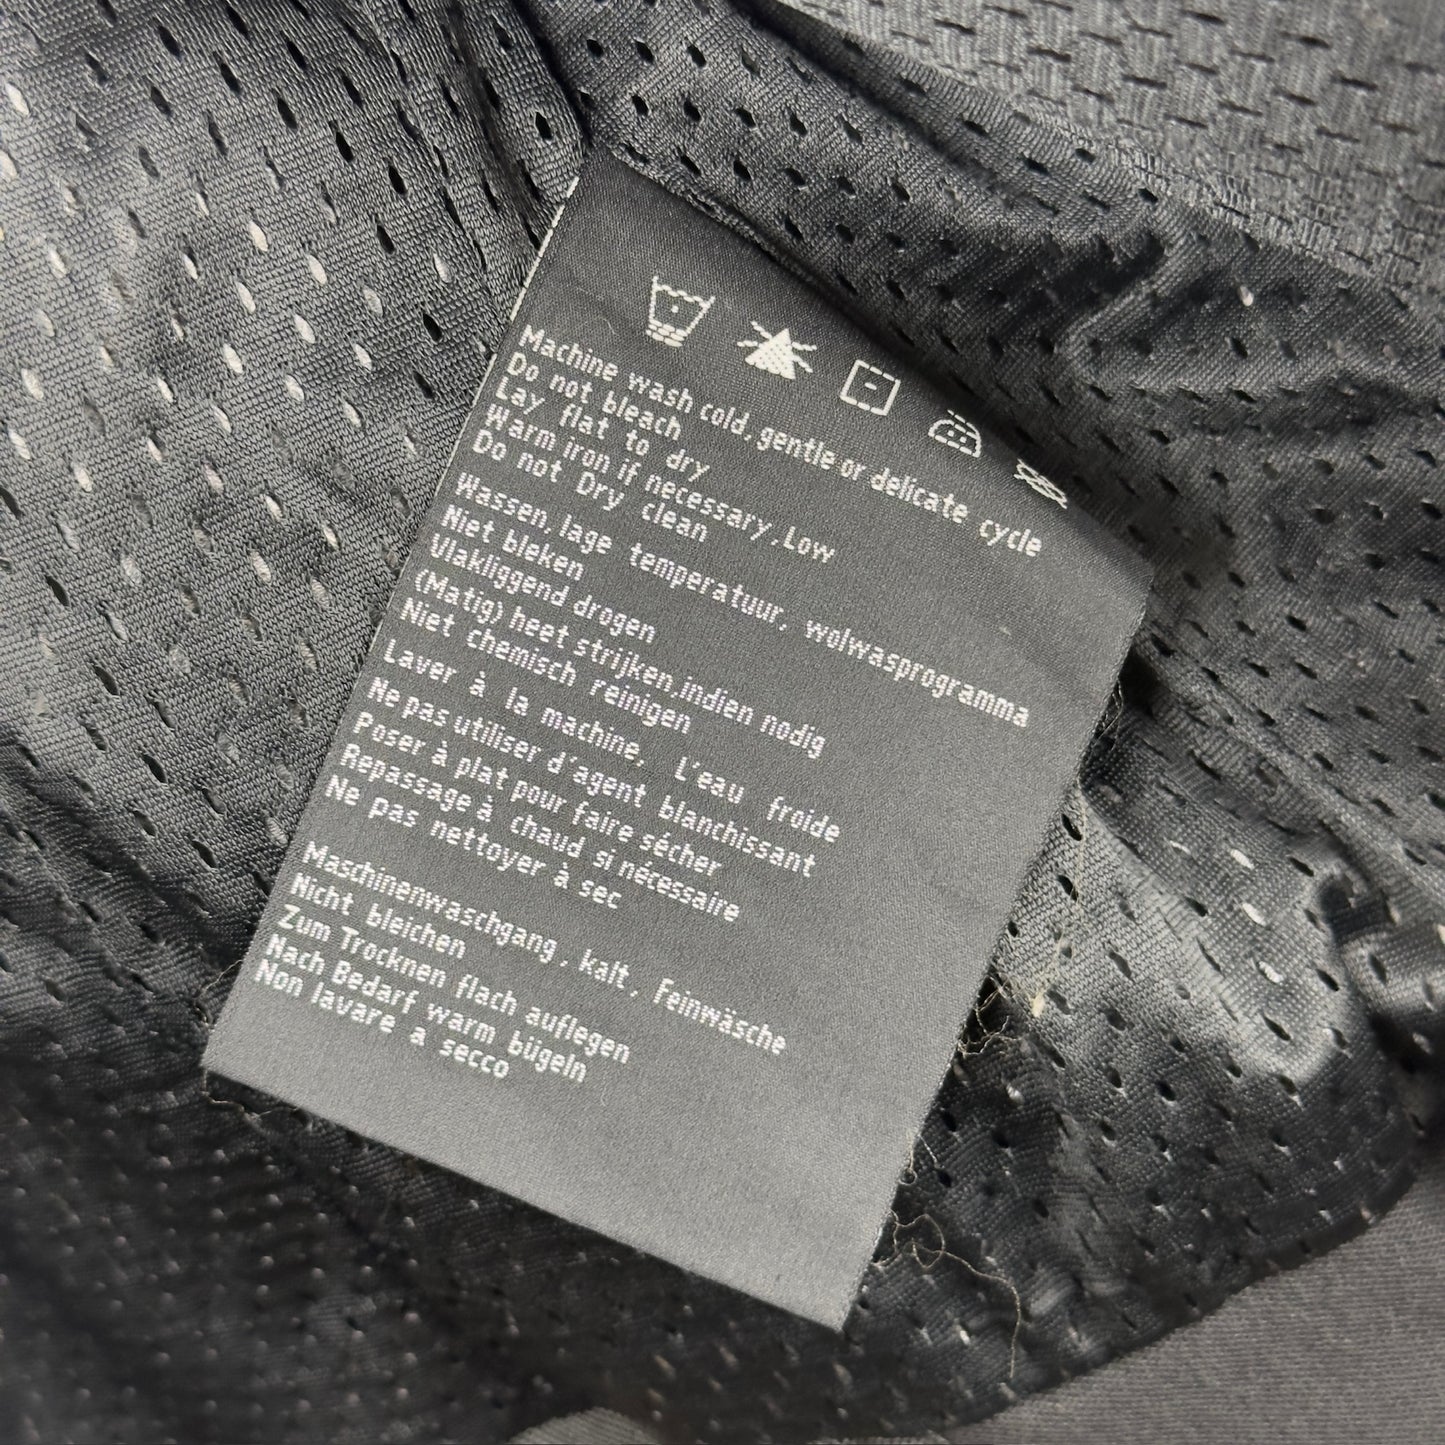 Machine wash cold, gentle or delicate cycle
Do not bleach
Lay flat to dry
Warm iron if necessary, Low
Do not Dry clean
Wassen, lage temperatuur, wolwasprogramma
Niet bleken
Vlakliggend drogen
(Matig) heet strijken, indien nodig
Niet chemisch reinigen
Laver à la machine, L'eau froide
Ne pas utiliser d'agent blanchissant
Poser à plat pour faire sécher
Repassage à chaud si nécessaire
Ne pas nettoyer à sec
Maschinenwaschgang, kalt, Feinwäsche
Nicht bleichen
Zum Trocknen flach auflegen
Nach Bedarf warm bügeln
Non lavare a secco